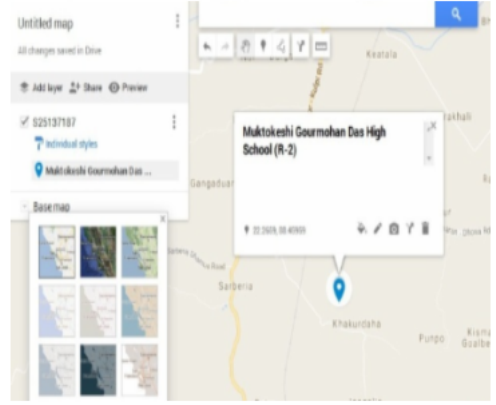 Untitled map
All changes saved in Drive
Add layer
Share
Preview
S25137187
Individual styles
Muktokeshi Gourmohan Das ...
Base map
Keatala
Muktokeshi Gourmohan Das High
School (R-2)
Gangaduar
Sarberia
Khakurdaha
Punpo